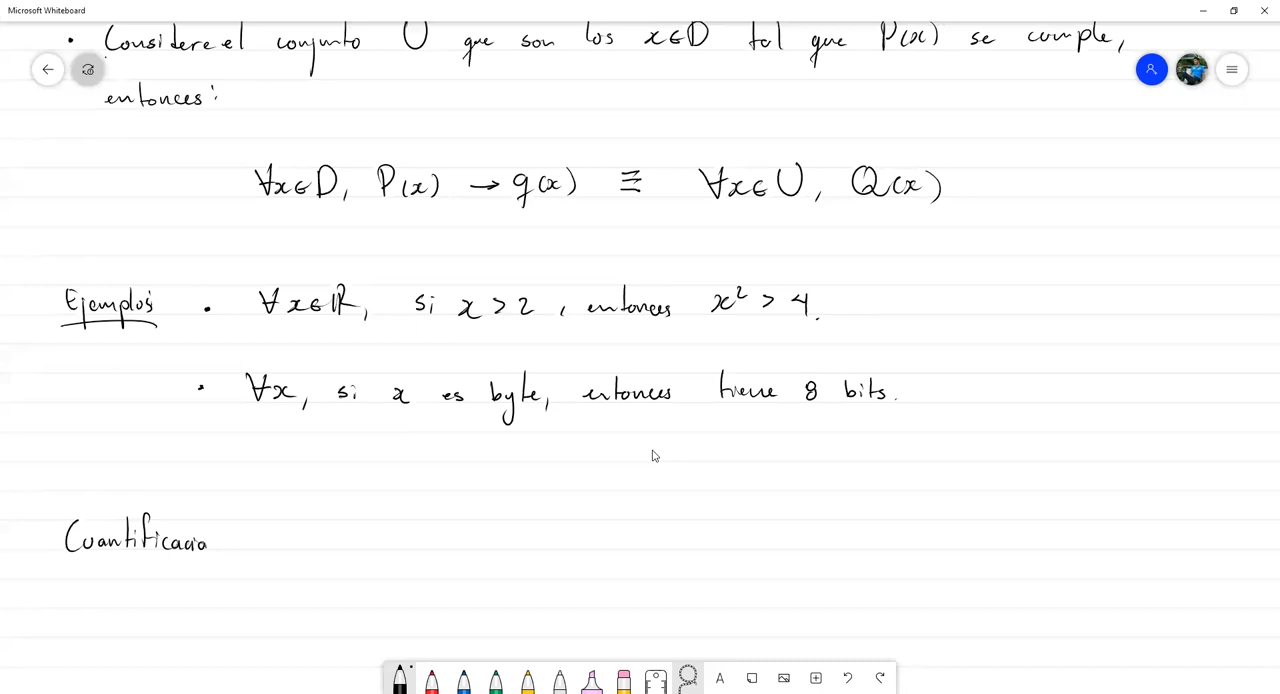 Microsoft Whiteboard
• Considere el conjunto U que son los x∈D tal que P(x) se cumple,
entonces:
∀x∈D, P(x) → q(x) ≡ ∀x∈U, Q(x)
Ejemplos • ∀x∈ℝ, si x > 2, entonces x² > 4.
• ∀x, si x es byte, entonces tiene 8 bits.
Cuantificacio
A